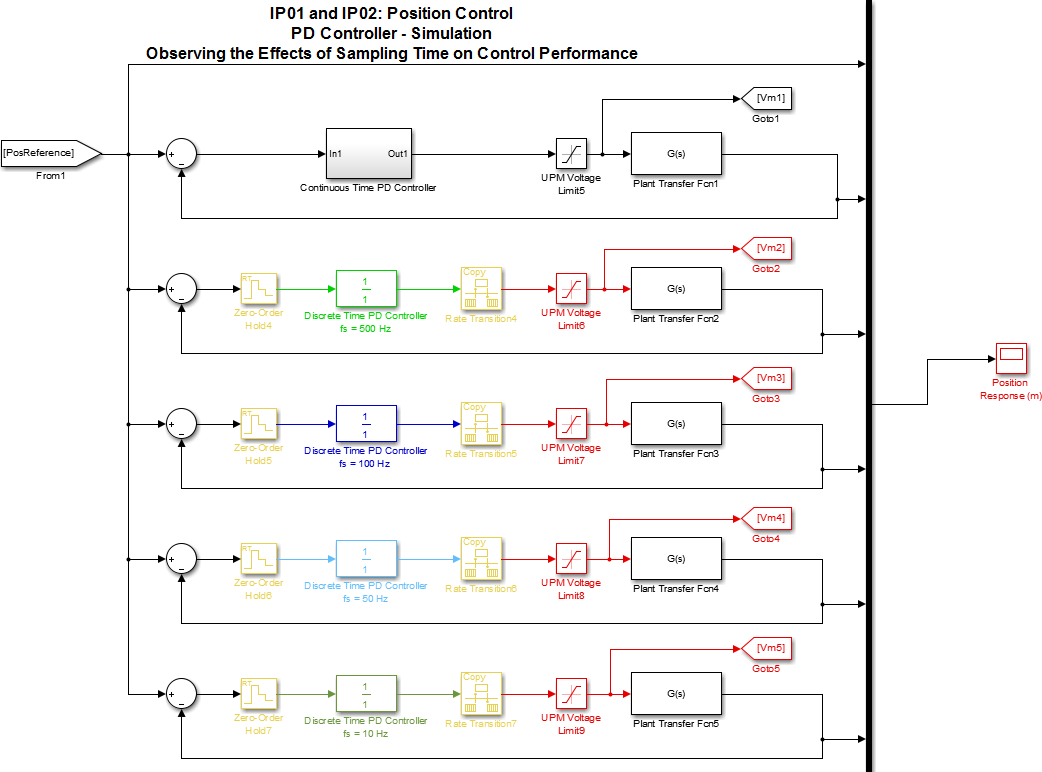 IP01 and IP02: Position Control
PD Controller - Simulation
Observing the Effects of Sampling Time on Control Performance
[PosReference]
From1
+
-
In1
Out1
Continuous Time PD Controller
UPM Voltage
Limit5
[Vm1]
Goto1
G(s)
Plant Transfer Fcn1
+
-
RT
Zero-Order
Hold4
1
1
Discrete Time PD Controller
fs = 500 Hz
Copy
Rate Transition4
UPM Voltage
Limit6
[Vm2]
Goto2
G(s)
Plant Transfer Fcn2
+
-
RT
Zero-Order
Hold5
1
1
Discrete Time PD Controller
fs = 100 Hz
Copy
Rate Transition5
UPM Voltage
Limit7
[Vm3]
Goto3
G(s)
Plant Transfer Fcn3
Position
Response (m)
+
-
RT
Zero-Order
Hold6
1
1
Discrete Time PD Controller
fs = 50 Hz
Copy
Rate Transition6
UPM Voltage
Limit8
[Vm4]
Goto4
G(s)
Plant Transfer Fcn4
+
-
RT
Zero-Order
Hold7
1
1
Discrete Time PD Controller
fs = 10 Hz
Copy
Rate Transition7
UPM Voltage
Limit9
[Vm5]
Goto5
G(s)
Plant Transfer Fcn5